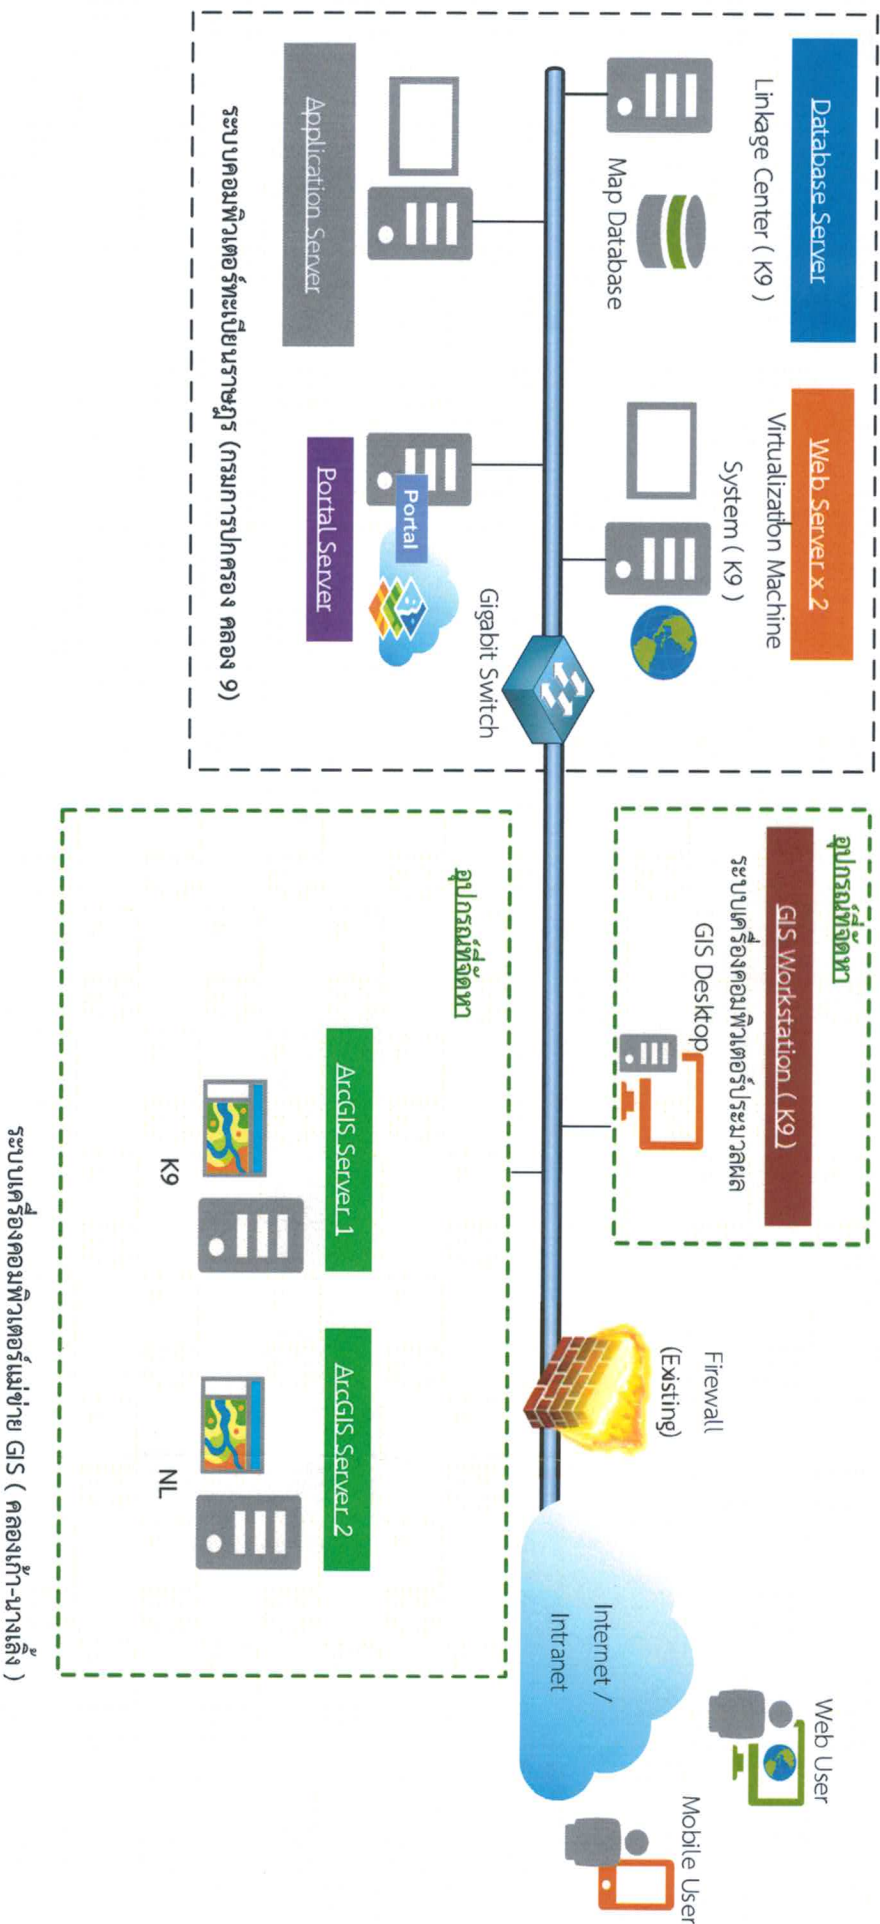 Database Server
Linkage Center ( K9 )
Map Database
Web Server x 2
Virtualization Machine
System ( K9 )
Application Server
Portal
Portal Server
Gigabit Switch
ระบบคอมพิวเตอร์ทะเบียนราษฎร (กรมการปกครอง คลอง 9)
อุปกรณ์ที่จัดหา
GIS Workstation ( K9 )
ระบบเครื่องคอมพิวเตอร์ประมวลผล
GIS Desktop
Firewall
(Existing)
Internet /
Intranet
Web User
Mobile User
อุปกรณ์ที่จัดหา
ArcGIS Server 1
K9
ArcGIS Server 2
NL
ระบบเครื่องคอมพิวเตอร์แม่ข่าย GIS ( คลองเก้า-นางเลิ้ง )